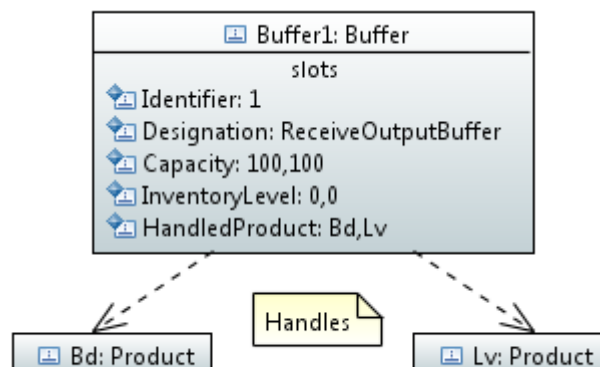 Buffer1: Buffer
slots
Identifier: 1
Designation: ReceiveOutputBuffer
Capacity: 100,100
InventoryLevel: 0,0
HandledProduct: Bd,Lv
Handles
Bd: Product
Lv: Product